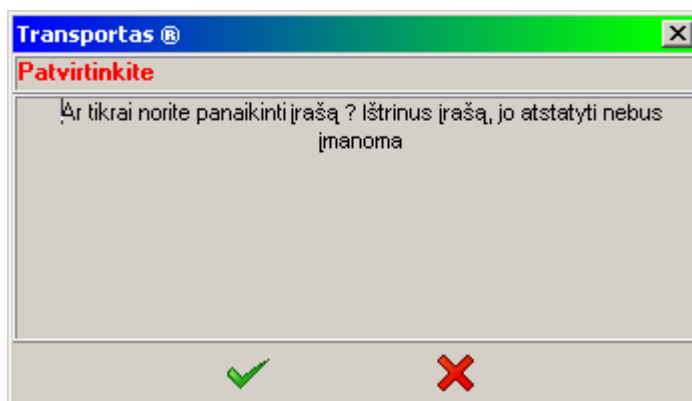 Transportas ®
Patvirtinkite
Ar tikrai norite panaikinti įrašą ? Ištrinus įrašą, jo atstatyti nebus
įmanoma